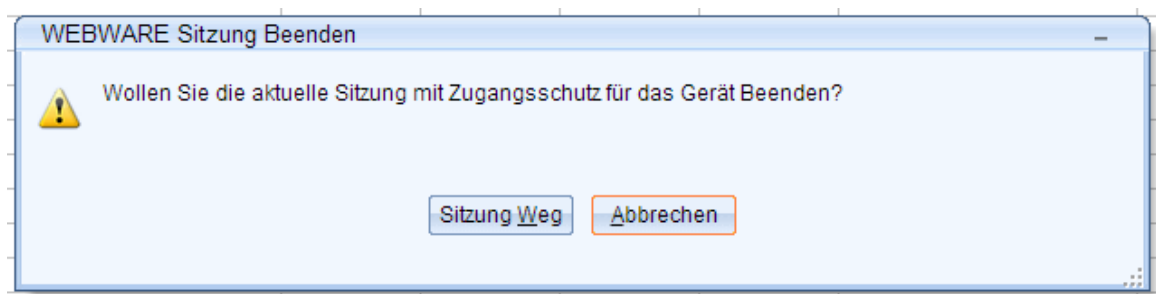 WEBWARE Sitzung Beenden
Wollen Sie die aktuelle Sitzung mit Zugangsschutz für das Gerät Beenden?
Sitzung Weg Abbrechen